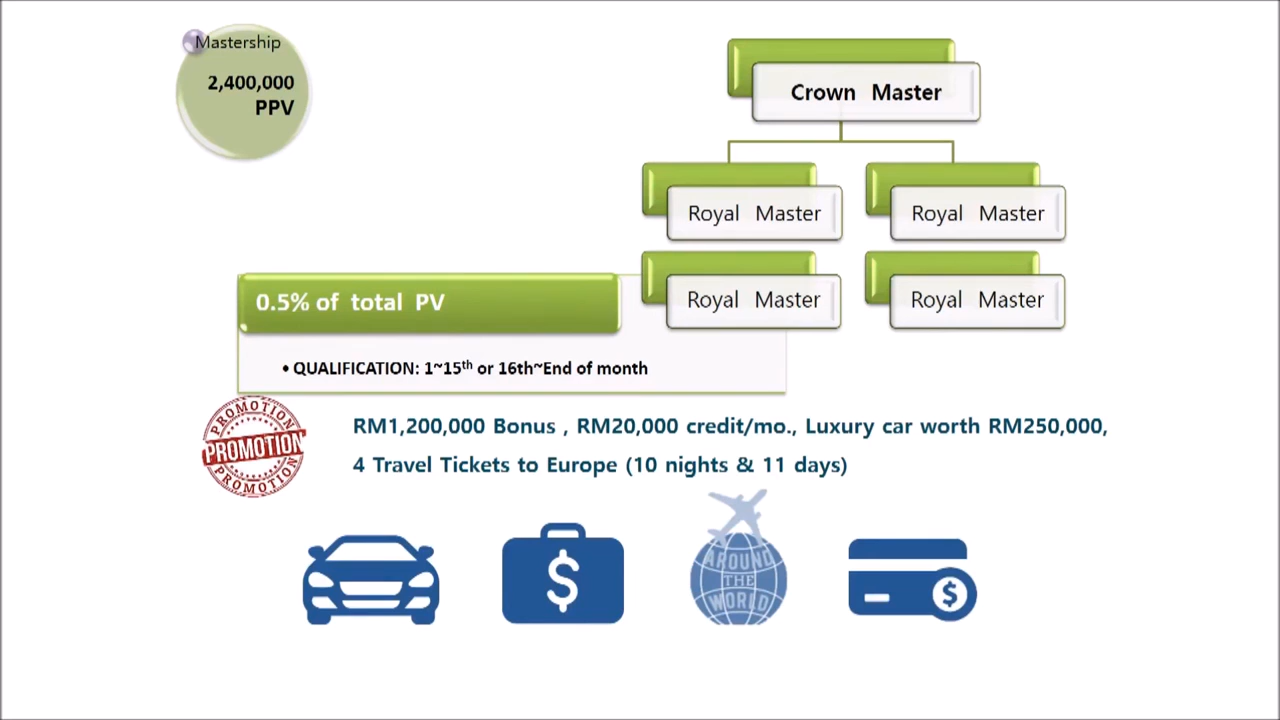 Mastership
2,400,000
PPV
Crown Master
Royal Master
Royal Master
Royal Master
Royal Master
0.5% of total PV
• QUALIFICATION: 1~15th or 16th~End of month
PROMOTION
PROMOTION
PROMOTION
RM1,200,000 Bonus , RM20,000 credit/mo., Luxury car worth RM250,000,
4 Travel Tickets to Europe (10 nights & 11 days)
$
AROUND
THE
WORLD
$